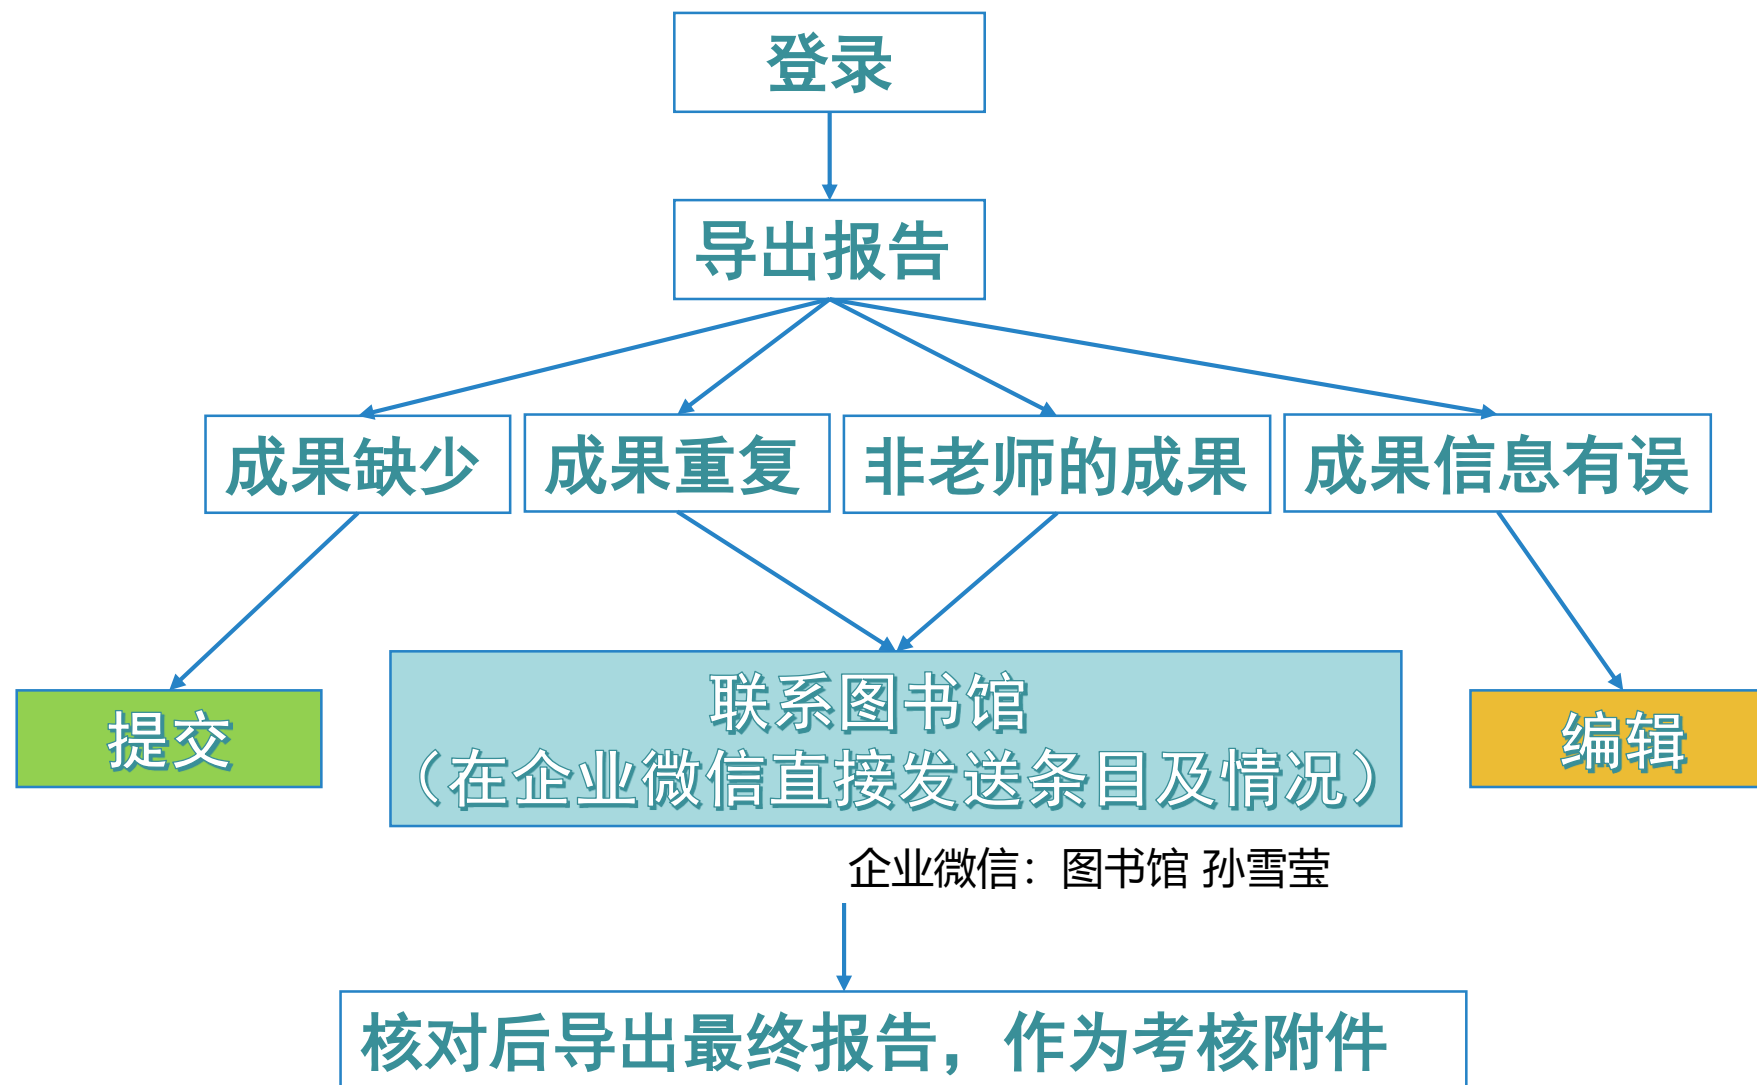 登录
导出报告
成果缺少
成果重复
非老师的成果
成果信息有误
提交
联系图书馆
（在企业微信直接发送条目及情况）
编辑
企业微信：图书馆 孙雪莹
核对后导出最终报告，作为考核附件